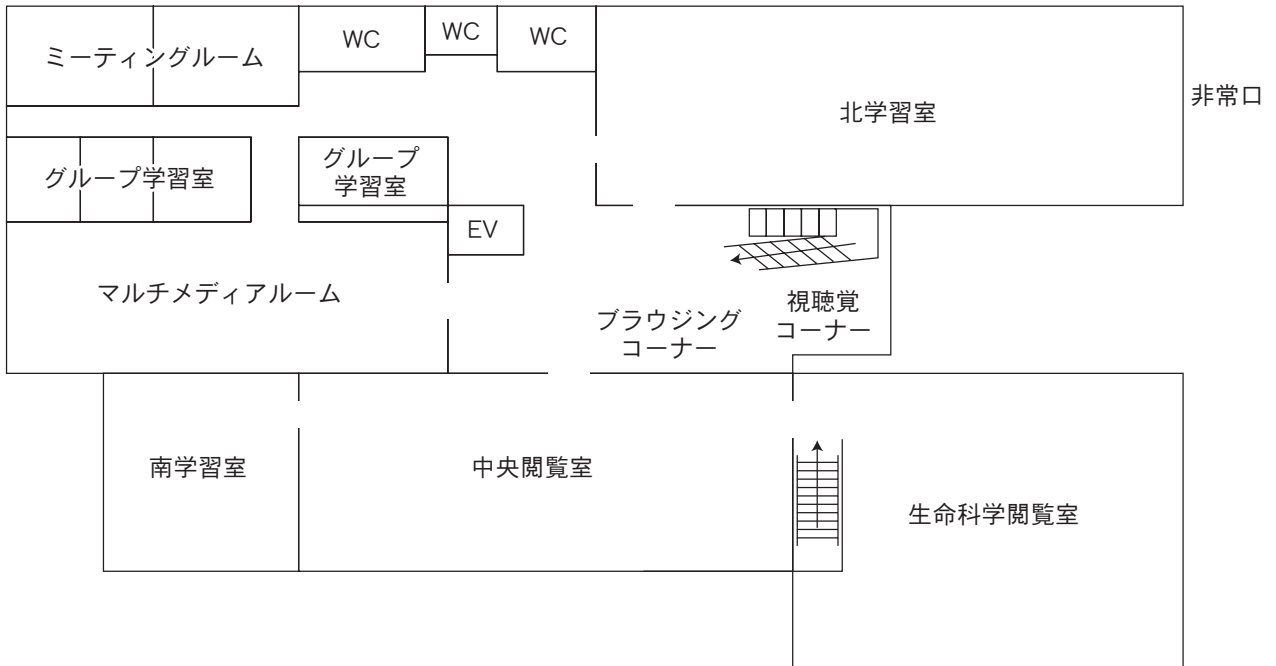 WC
WC
WC
ミーティングルーム
非常口
北学習室
グループ学習室
グループ
学習室
EV
マルチメディアルーム
視聴覚
コーナー
ブラウジング
コーナー
南学習室
中央閲覧室
生命科学閲覧室